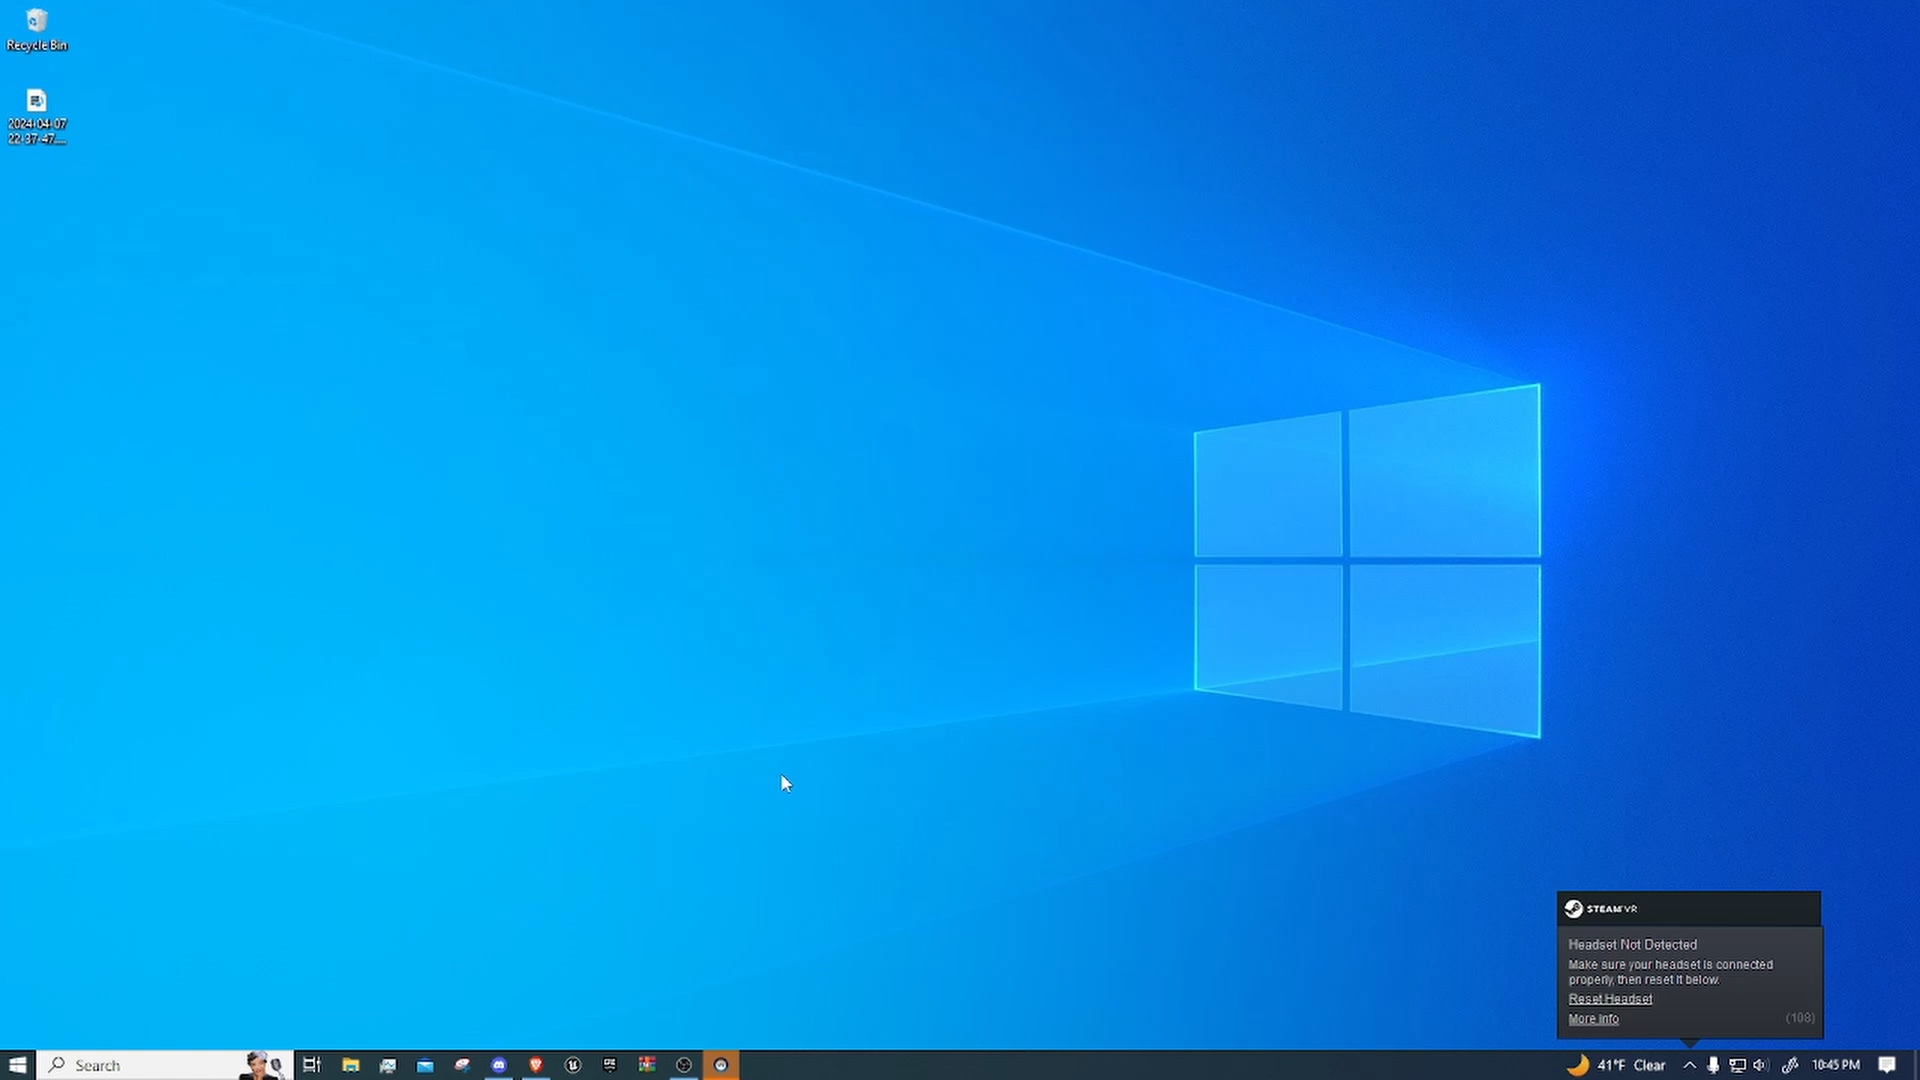 Recycle Bin
2024-04-07
22-37-47....
STEAMVR
Headset Not Detected
Make sure your headset is connected
properly, then reset it below.
Reset Headset
More Info (108)
Search
41°F Clear
10:45 PM